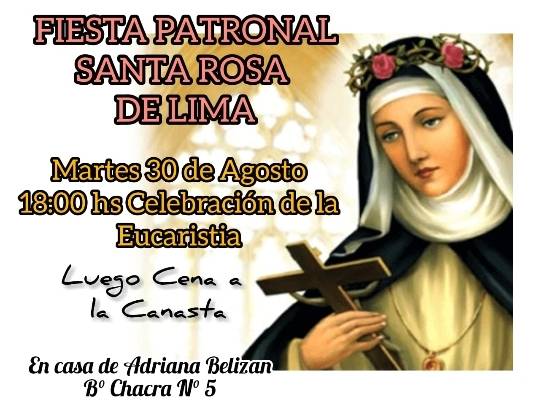 FIESTA PATRONAL
SANTA ROSA
DE LIMA
Martes 30 de Agosto
18:00 hs Celebración de la
Eucaristia
Luego Cena a
la Canasta
En casa de Adriana Belizan
Bº Chacra Nº 5